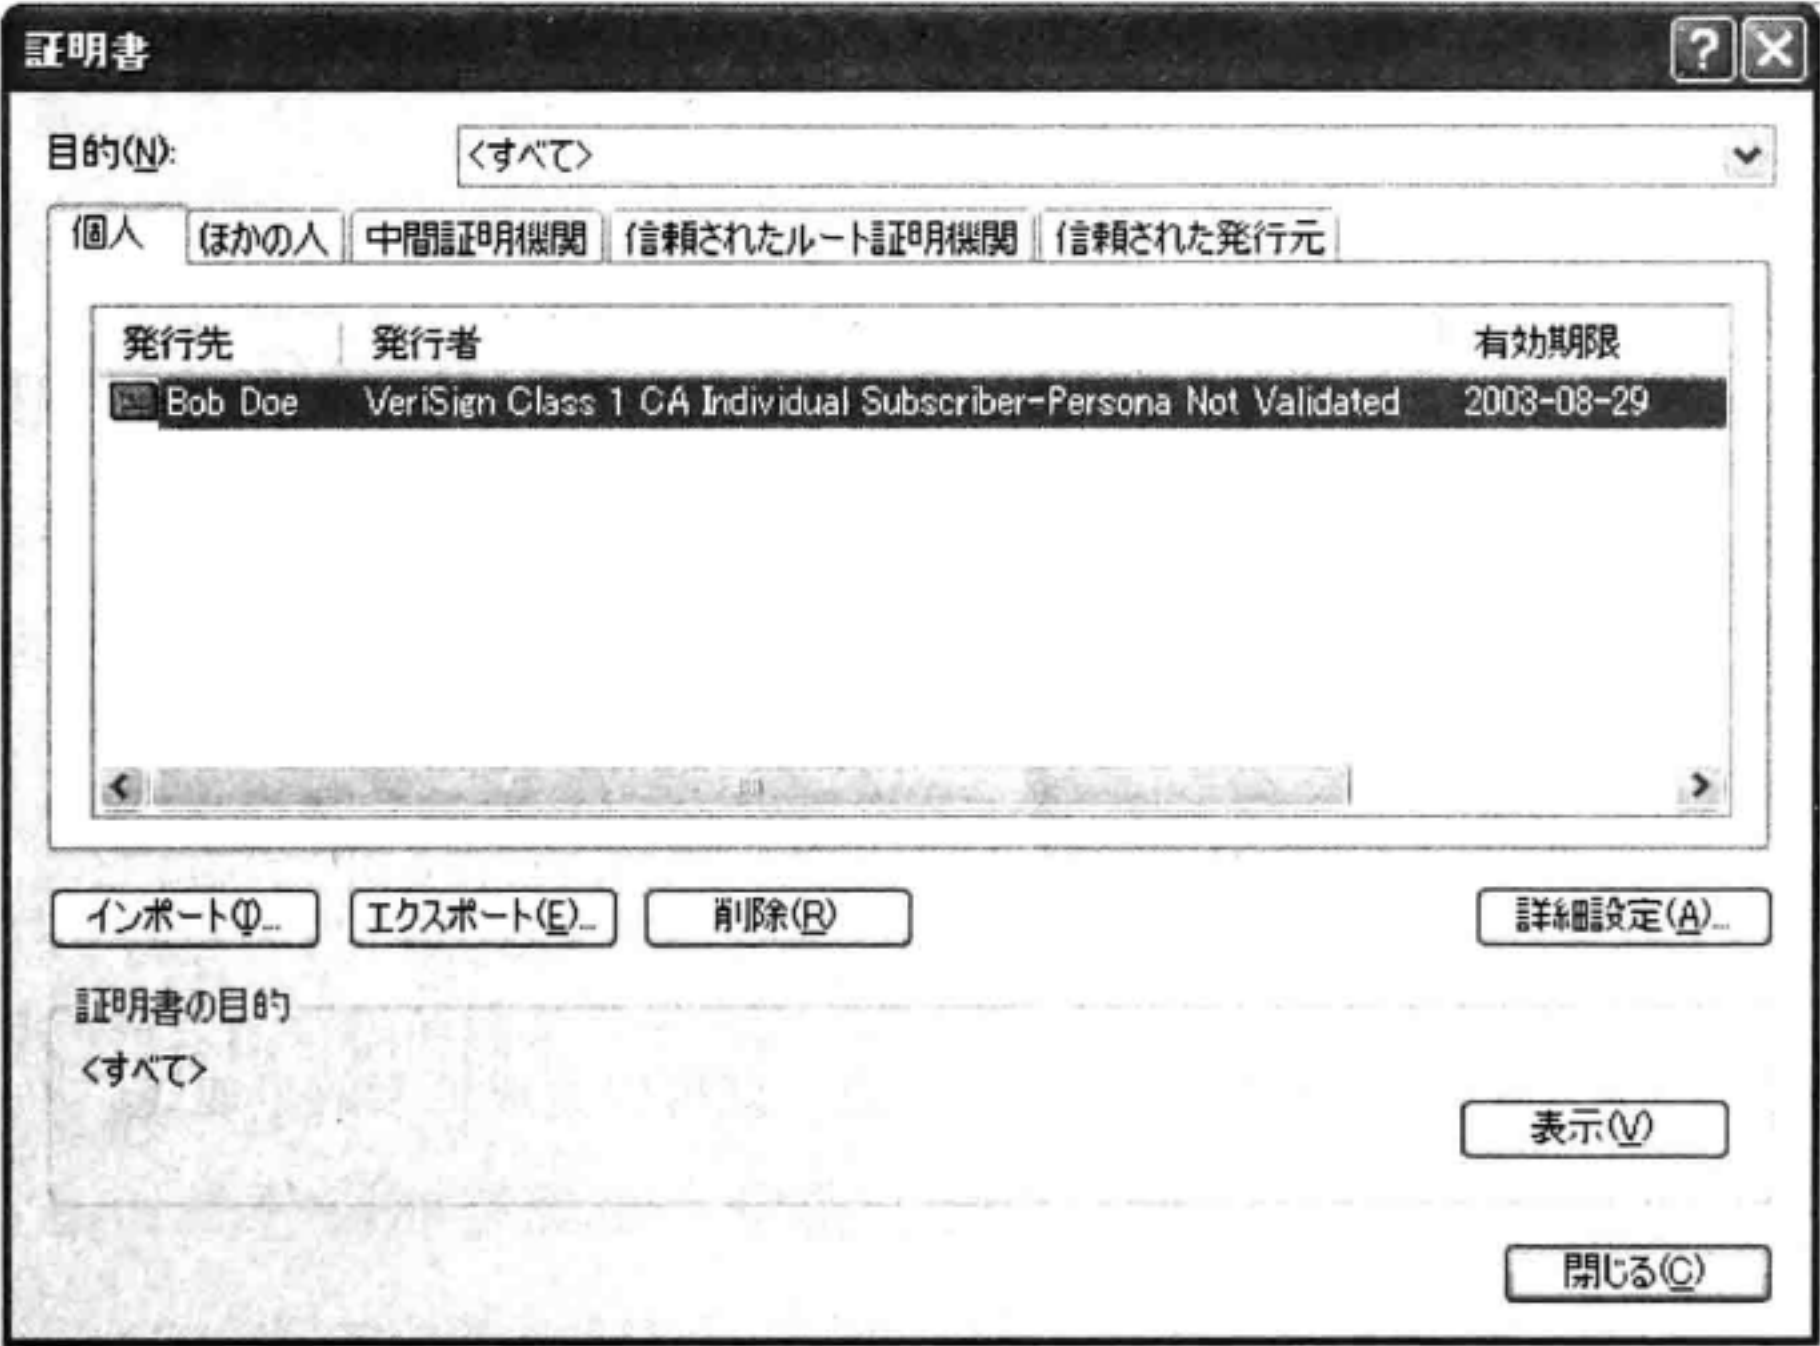 証明書
目的(N): <すべて>
個人 ほかの人 中間証明機関 信頼されたルート証明機関 信頼された発行元
発行先 発行者 有効期限
Bob Doe VeriSign Class 1 CA Individual Subscriber-Persona Not Validated 2003-08-29
インポート(I)... エクスポート(E)... 削除(R) 詳細設定(A)...
証明書の目的
<すべて>
表示(V)
閉じる(C)